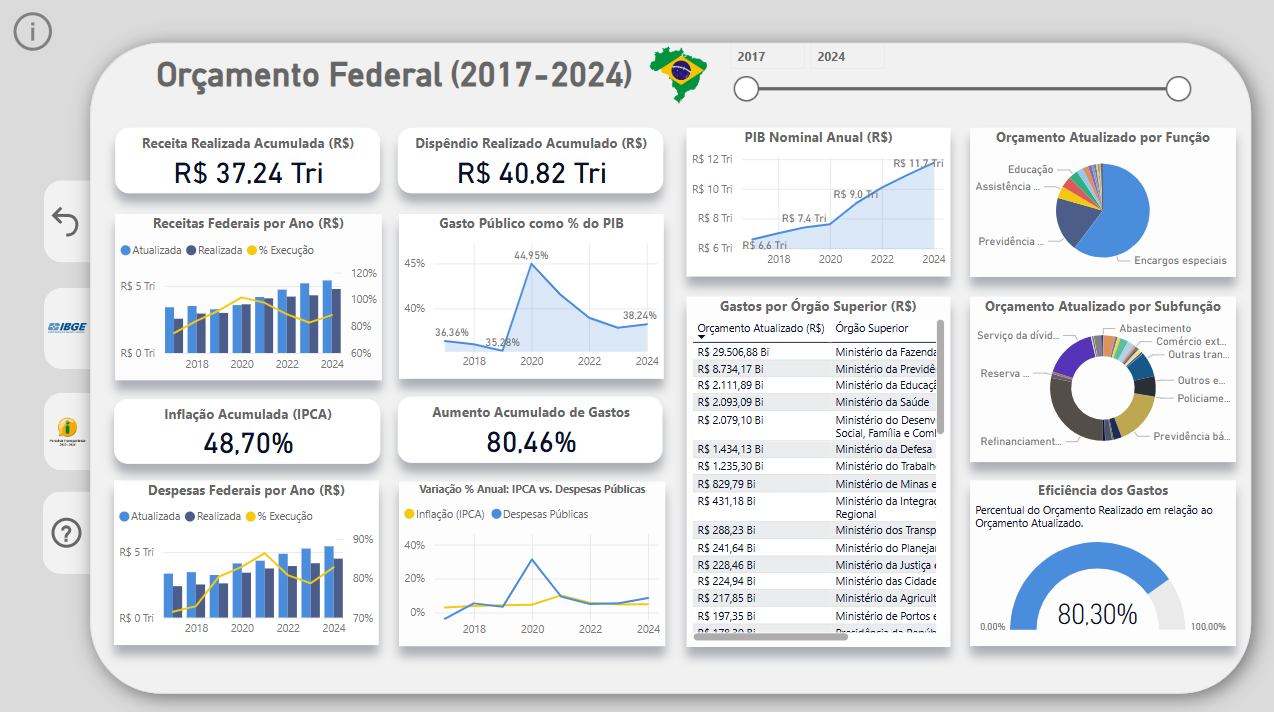 Orçamento Federal (2017-2024)
2017
2024
Receita Realizada Acumulada (R$)
R$ 37,24 Tri
Dispêndio Realizado Acumulado (R$)
R$ 40,82 Tri
PIB Nominal Anual (R$)
R$ 12 Tri
R$ 10 Tri
R$ 8 Tri
R$ 6 Tri
R$ 6,6 Tri
R$ 7,4 Tri
R$ 9,0 Tri
R$ 11,7 Tri
2018
2020
2022
2024
Orçamento Atualizado por Função
Educação
Assistência ...
Previdência ...
Encargos especiais
Receitas Federais por Ano (R$)
Atualizada
Realizada
% Execução
R$ 5 Tri
R$ 0 Tri
120%
100%
80%
60%
2018
2020
2022
2024
Gasto Público como % do PIB
45%
40%
36,36%
35,28%
44,95%
38,24%
2018
2020
2022
2024
IBGE
Gastos por Órgão Superior (R$)
Orçamento Atualizado (R$) Órgão Superior
R$ 29.506,88 Bi Ministério da Fazenda
R$ 8.734,17 Bi Ministério da Previdê
R$ 2.111,89 Bi Ministério da Educaçã
R$ 2.093,09 Bi Ministério da Saúde
R$ 2.079,10 Bi Ministério do Desenv
Social, Família e Comb
R$ 1.434,13 Bi Ministério da Defesa
R$ 1.235,30 Bi Ministério do Trabalh
R$ 829,79 Bi Ministério de Minas e
R$ 431,18 Bi Ministério da Integraç
Regional
R$ 288,23 Bi Ministério dos Transp
R$ 241,64 Bi Ministério do Planejar
R$ 228,46 Bi Ministério da Justiça e
R$ 224,94 Bi Ministério das Cidade
R$ 217,85 Bi Ministério da Agricult
R$ 197,35 Bi Ministério de Portos e
Orçamento Atualizado por Subfunção
Serviço da dívid...
Abastecimento
Comércio ext...
Outras tran...
Reserva ...
Outros e...
Policiame...
Refinanciament...
Previdência bá...
Inflação Acumulada (IPCA)
48,70%
Aumento Acumulado de Gastos
80,46%
Despesas Federais por Ano (R$)
Atualizada
Realizada
% Execução
R$ 5 Tri
R$ 0 Tri
90%
80%
70%
2018
2020
2022
2024
Variação % Anual: IPCA vs. Despesas Públicas
Inflação (IPCA)
Despesas Públicas
40%
20%
0%
2018
2020
2022
2024
Eficiência dos Gastos
Percentual do Orçamento Realizado em relação ao
Orçamento Atualizado.
80,30%
0,00%
100,00%